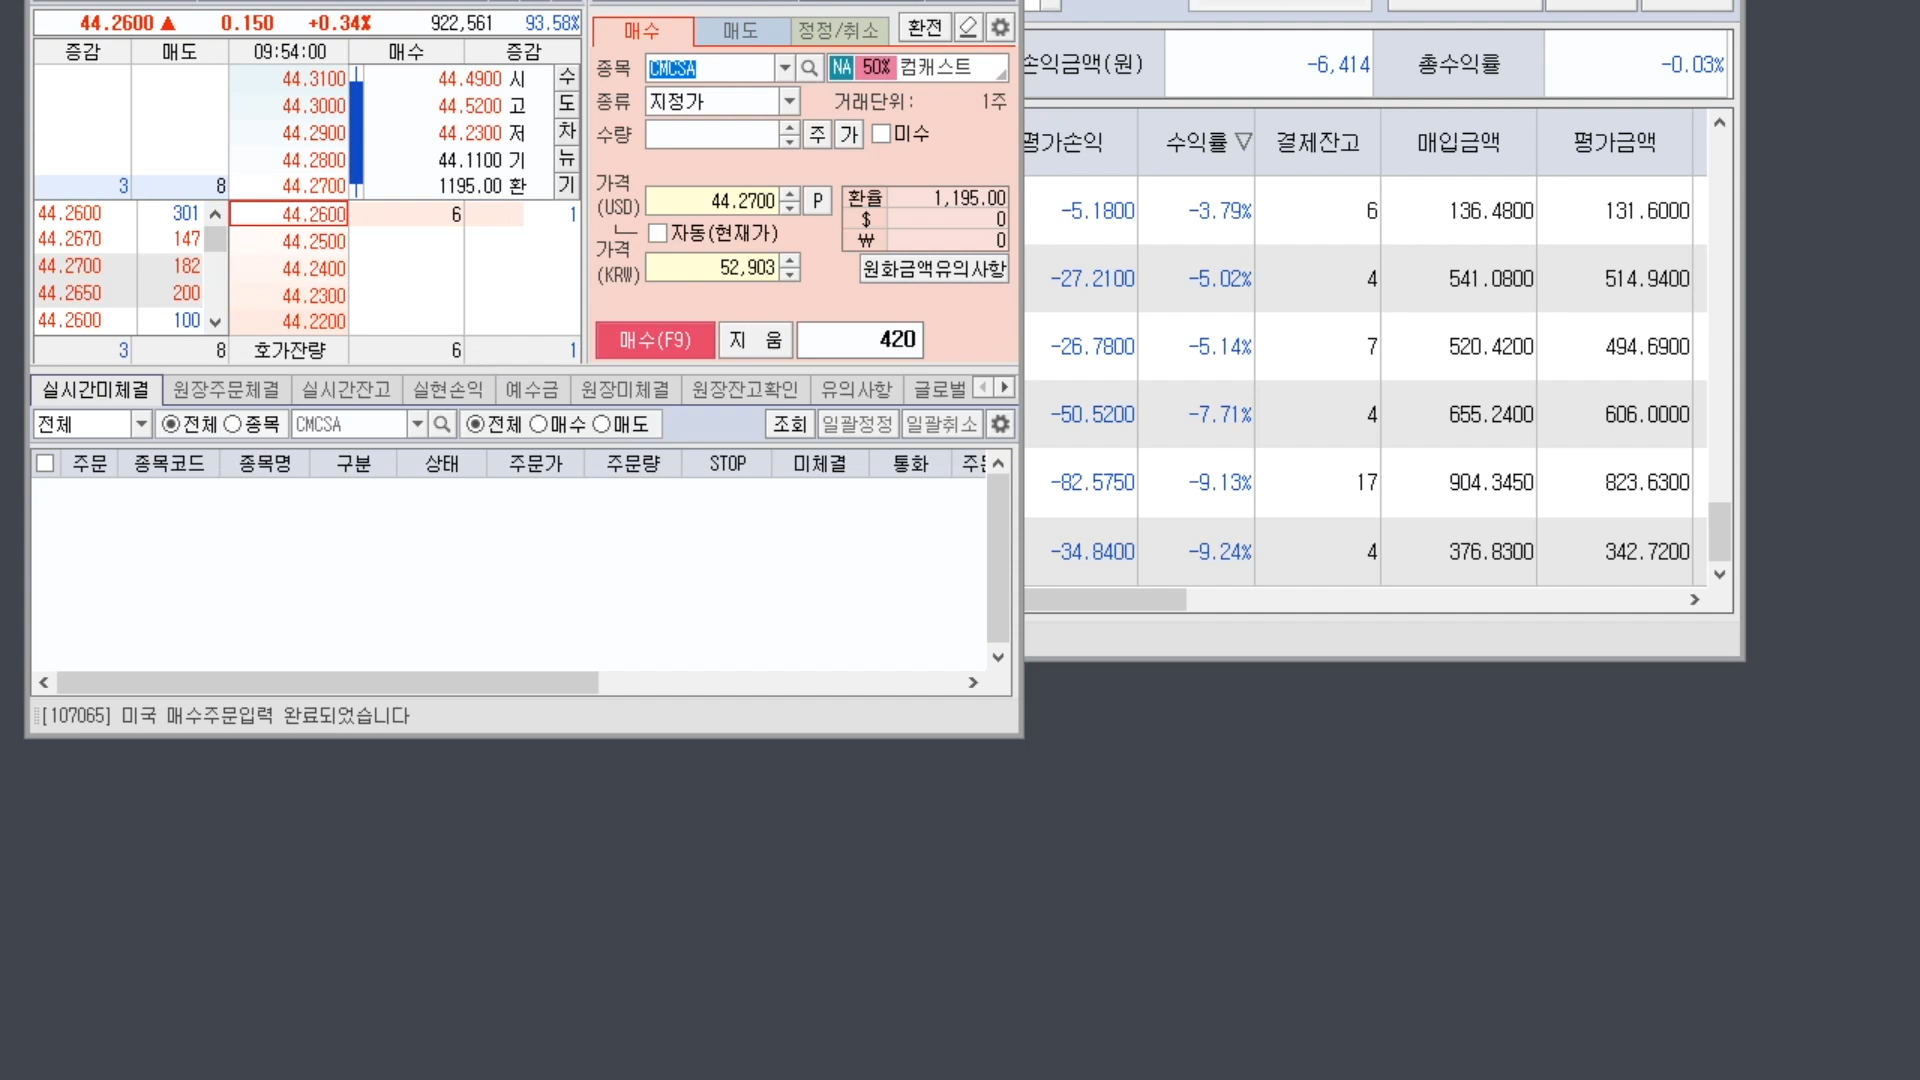 44.2600 ▲ 0.150 +0.34% 922,561 93.58%
증감 매도 09:54:00 매수 증감
44.3100 44.4900 시 수
44.3000 44.5200 고 도
44.2900 44.2300 저 차
44.2800 44.1100 기 뉴
3 8 44.2700 1195.00 환 기
44.2600 301 44.2600 6 1
44.2670 147 44.2500
44.2700 182 44.2400
44.2650 200 44.2300
44.2600 100 44.2200
3 8 호가잔량 6 1
매수 매도 정정/취소 환전
종목 CMCSA NA 50% 컴캐스트
종류 지정가 거래단위: 1주
수량 주 가 미수
가격
(USD) 44.2700 P 환율 1,195.00
$ 0
자동(현재가) ₩ 0
가격
(KRW) 52,903 원화금액유의사항
매수(F9) 지 움 420
실시간미체결 원장주문체결 실시간잔고 실현손익 예수금 원장미체결 원장잔고확인 유의사항 글로벌
전체 전체 종목 CMCSA 전체 매수 매도 조회 일괄정정 일괄취소
주문 종목코드 종목명 구분 상태 주문가 주문량 STOP 미체결 통화
[107065] 미국 매수주문입력 완료되었습니다
손익금액(원) -6,414 총수익률 -0.03%
평가손익 수익률 ▽ 결제잔고 매입금액 평가금액
-5.1800 -3.79% 6 136.4800 131.6000
-27.2100 -5.02% 4 541.0800 514.9400
-26.7800 -5.14% 7 520.4200 494.6900
-50.5200 -7.71% 4 655.2400 606.0000
-82.5750 -9.13% 17 904.3450 823.6300
-34.8400 -9.24% 4 376.8300 342.7200